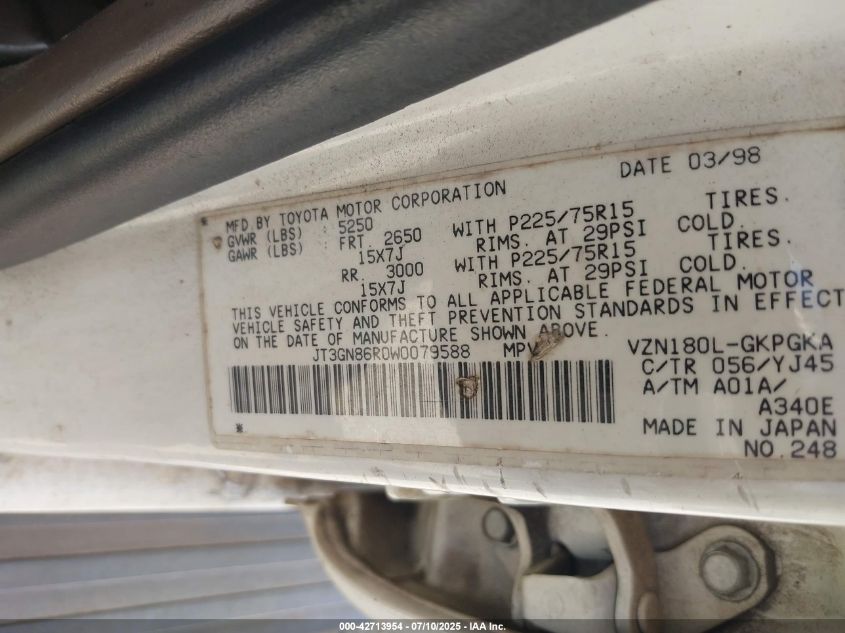 DATE 03/98
MFD.BY TOYOTA MOTOR CORPORATION
GVWR (LBS) : 5250
GAWR (LBS) : FRT. 2650 WITH P225/75R15 TIRES.
15X7J RIMS. AT 29PSI COLD.
RR. 3000 WITH P225/75R15 TIRES.
15X7J RIMS. AT 29PSI COLD.
THIS VEHICLE CONFORMS TO ALL APPLICABLE FEDERAL MOTOR
VEHICLE SAFETY AND THEFT PREVENTION STANDARDS IN EFFECT
ON THE DATE OF MANUFACTURE SHOWN ABOVE.
JT3GN86R0W0079588 MPV VZN180L-GKPGKA
C/TR 056/YJ45
A/TM A01A/
A340E
MADE IN JAPAN
NO.248
000-42713954 - 07/10/2025 - IAA Inc.